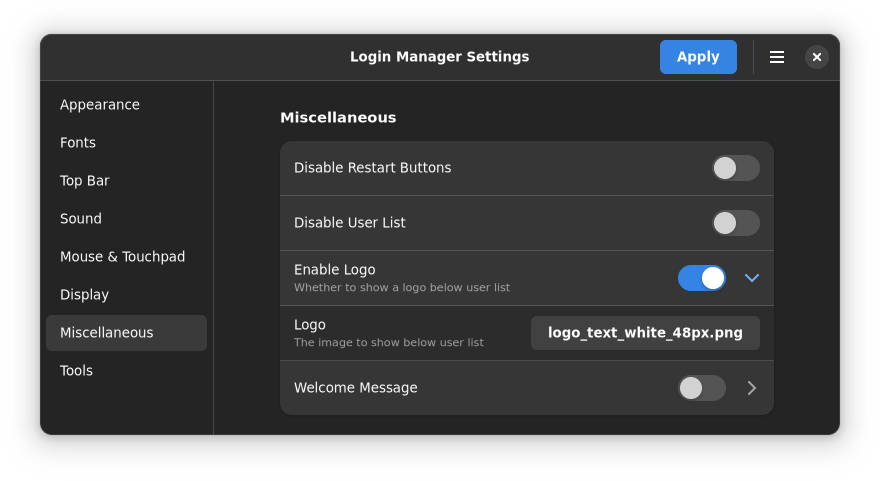 Login Manager Settings
Apply
Appearance
Fonts
Top Bar
Sound
Mouse & Touchpad
Display
Miscellaneous
Tools
Miscellaneous
Disable Restart Buttons
Disable User List
Enable Logo
Whether to show a logo below user list
Logo
The image to show below user list
logo_text_white_48px.png
Welcome Message